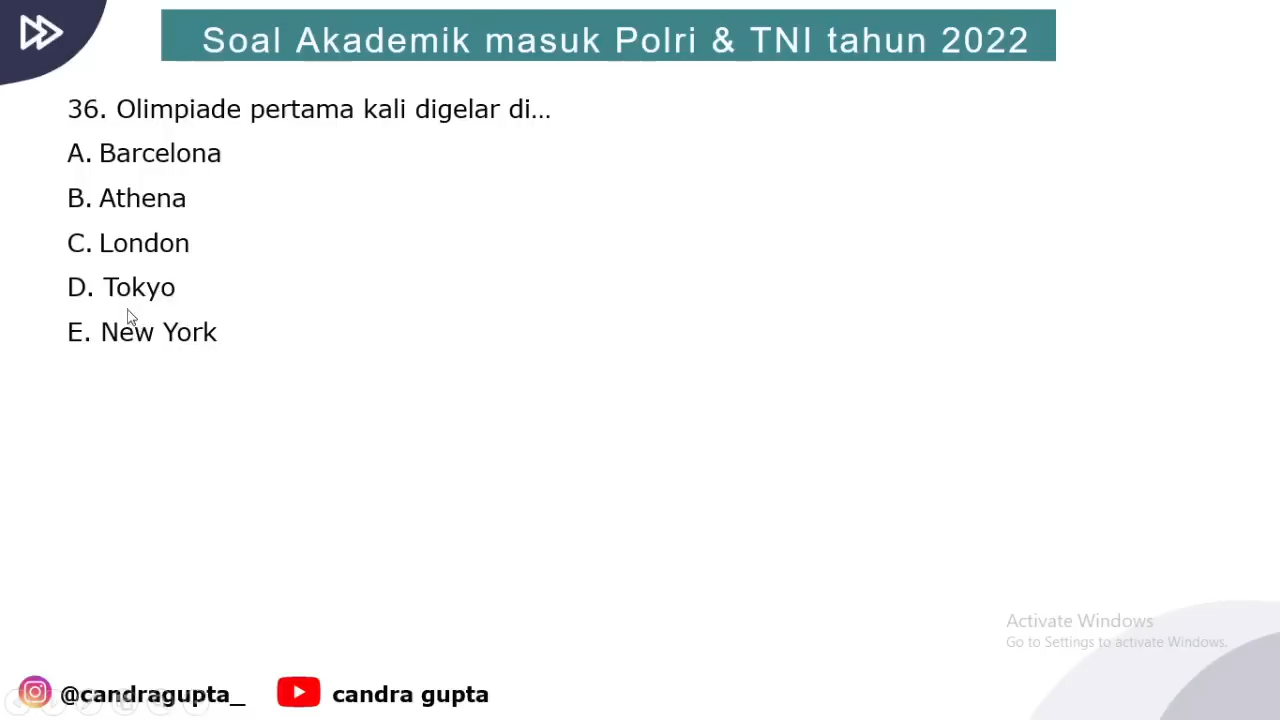 Soal Akademik masuk Polri & TNI tahun 2022
36. Olimpiade pertama kali digelar di...
A. Barcelona
B. Athena
C. London
D. Tokyo
E. New York
Activate Windows
Go to Settings to activate Windows.
@candragupta_ candra gupta